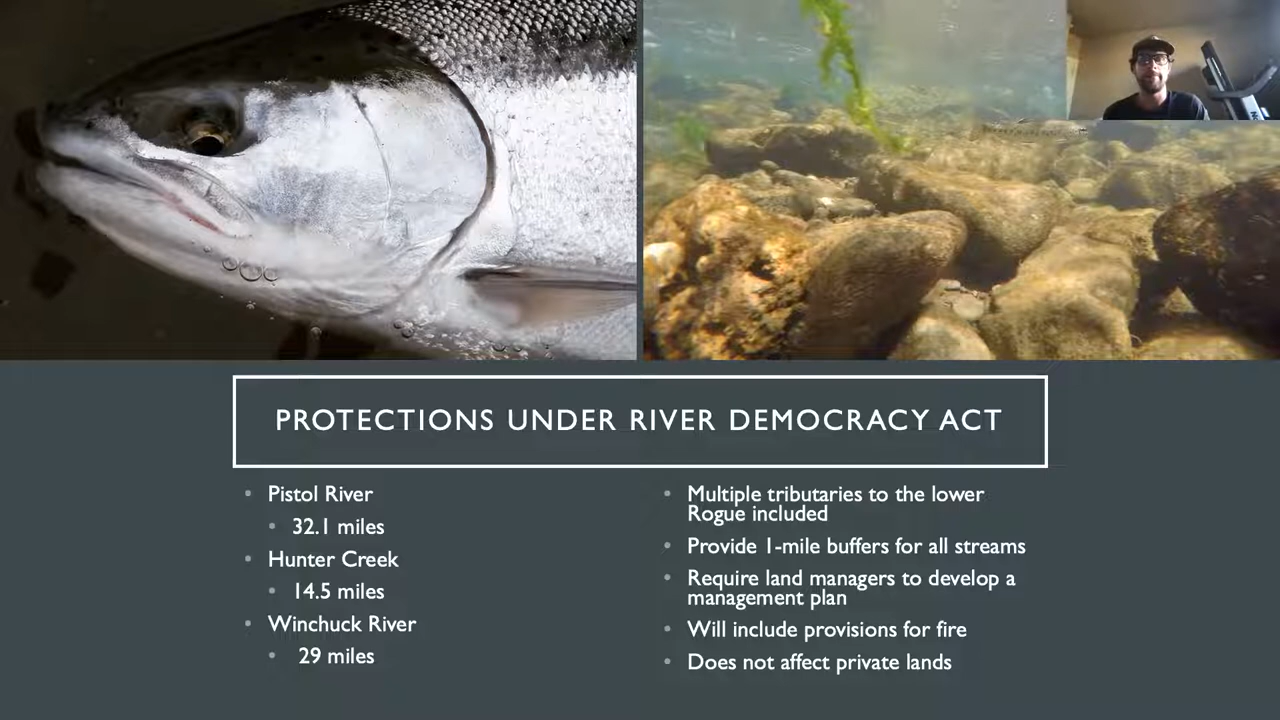 PROTECTIONS UNDER RIVER DEMOCRACY ACT
• Pistol River
• 32.1 miles
• Hunter Creek
• 14.5 miles
• Winchuck River
• 29 miles
• Multiple tributaries to the lower
Rogue included
• Provide 1-mile buffers for all streams
• Require land managers to develop a
management plan
• Will include provisions for fire
• Does not affect private lands